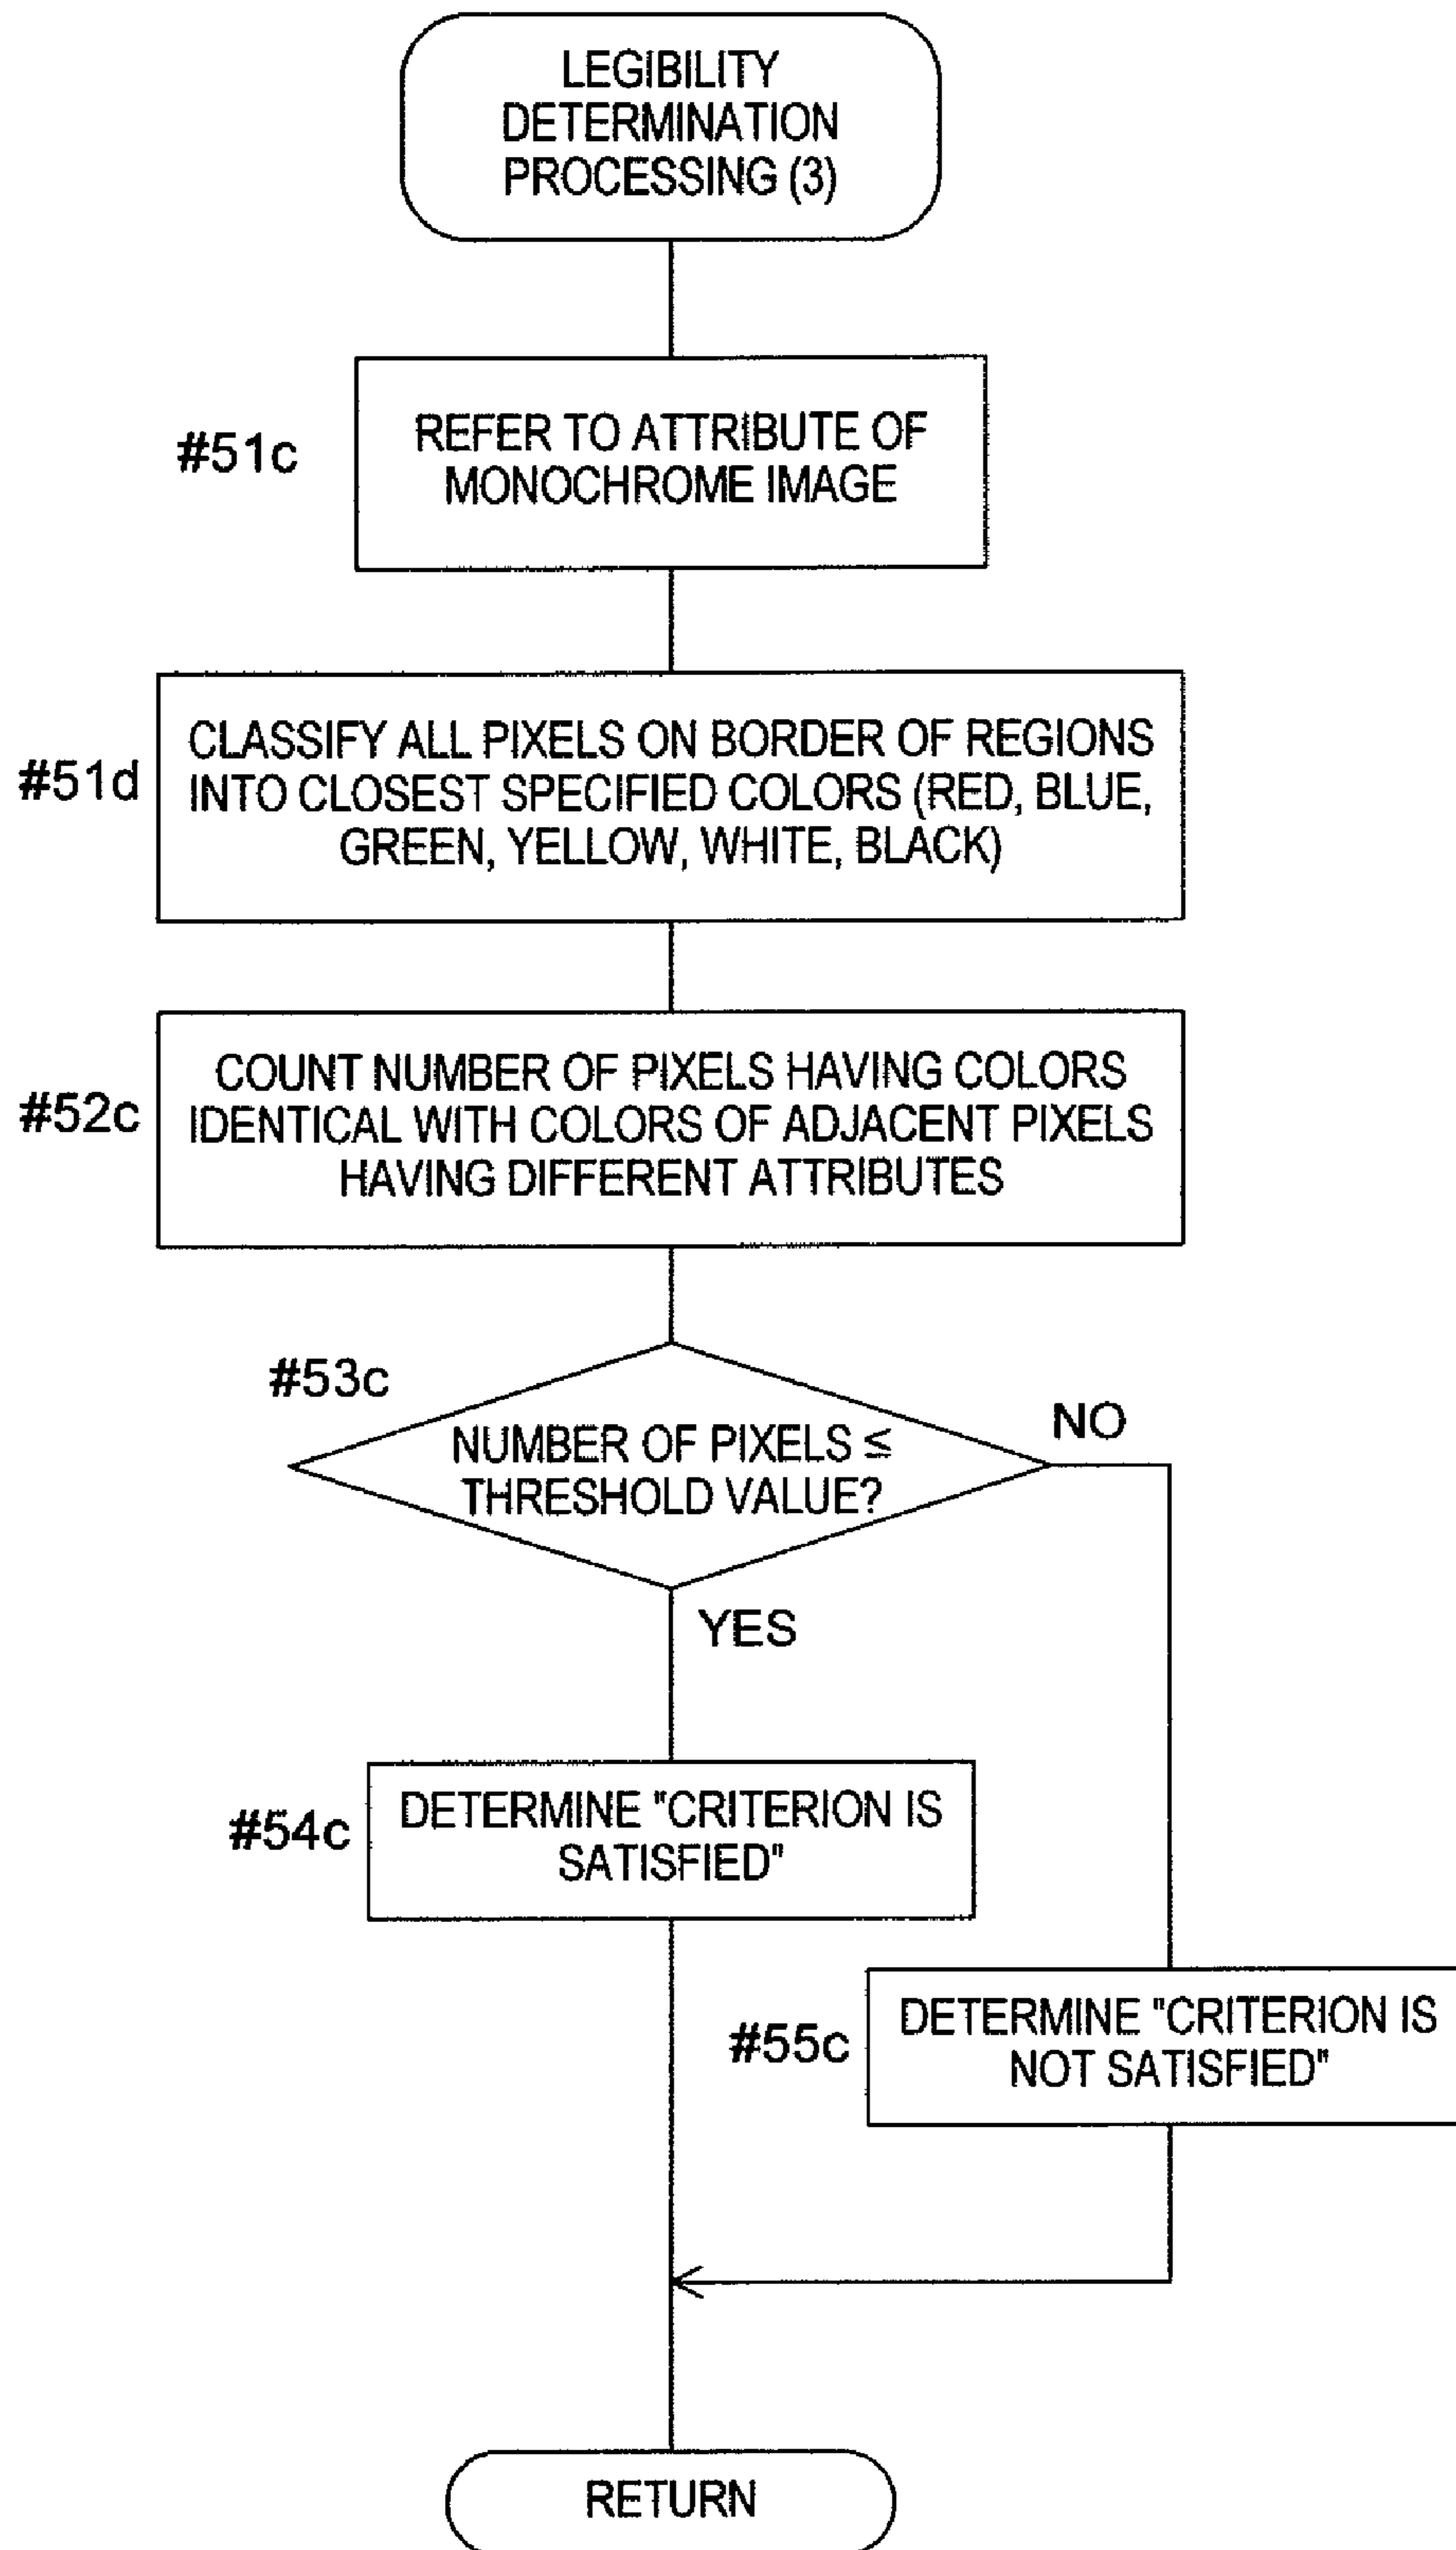 LEGIBILITY
DETERMINATION
PROCESSING (3)
#51c
REFER TO ATTRIBUTE OF
MONOCHROME IMAGE
#51d
CLASSIFY ALL PIXELS ON BORDER OF REGIONS
INTO CLOSEST SPECIFIED COLORS (RED, BLUE,
GREEN, YELLOW, WHITE, BLACK)
#52c
COUNT NUMBER OF PIXELS HAVING COLORS
IDENTICAL WITH COLORS OF ADJACENT PIXELS
HAVING DIFFERENT ATTRIBUTES
#53c
NUMBER OF PIXELS ≤
THRESHOLD VALUE?
NO
YES
#54c
DETERMINE "CRITERION IS
SATISFIED"
#55c
DETERMINE "CRITERION IS
NOT SATISFIED"
RETURN